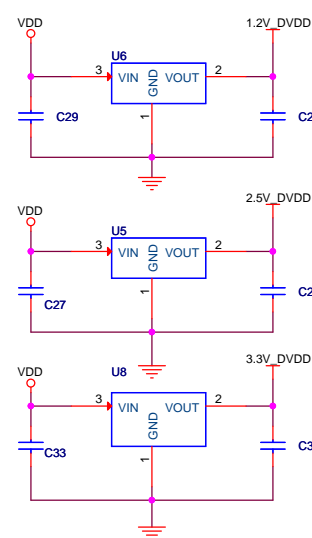 VDD 1.2V_DVDD
U6
3 VIN GND VOUT 2
C29
1
VDD 2.5V_DVDD
U5
3 VIN GND VOUT 2
C27
1
VDD 3.3V_DVDD
U8
3 VIN GND VOUT 2
C33
1